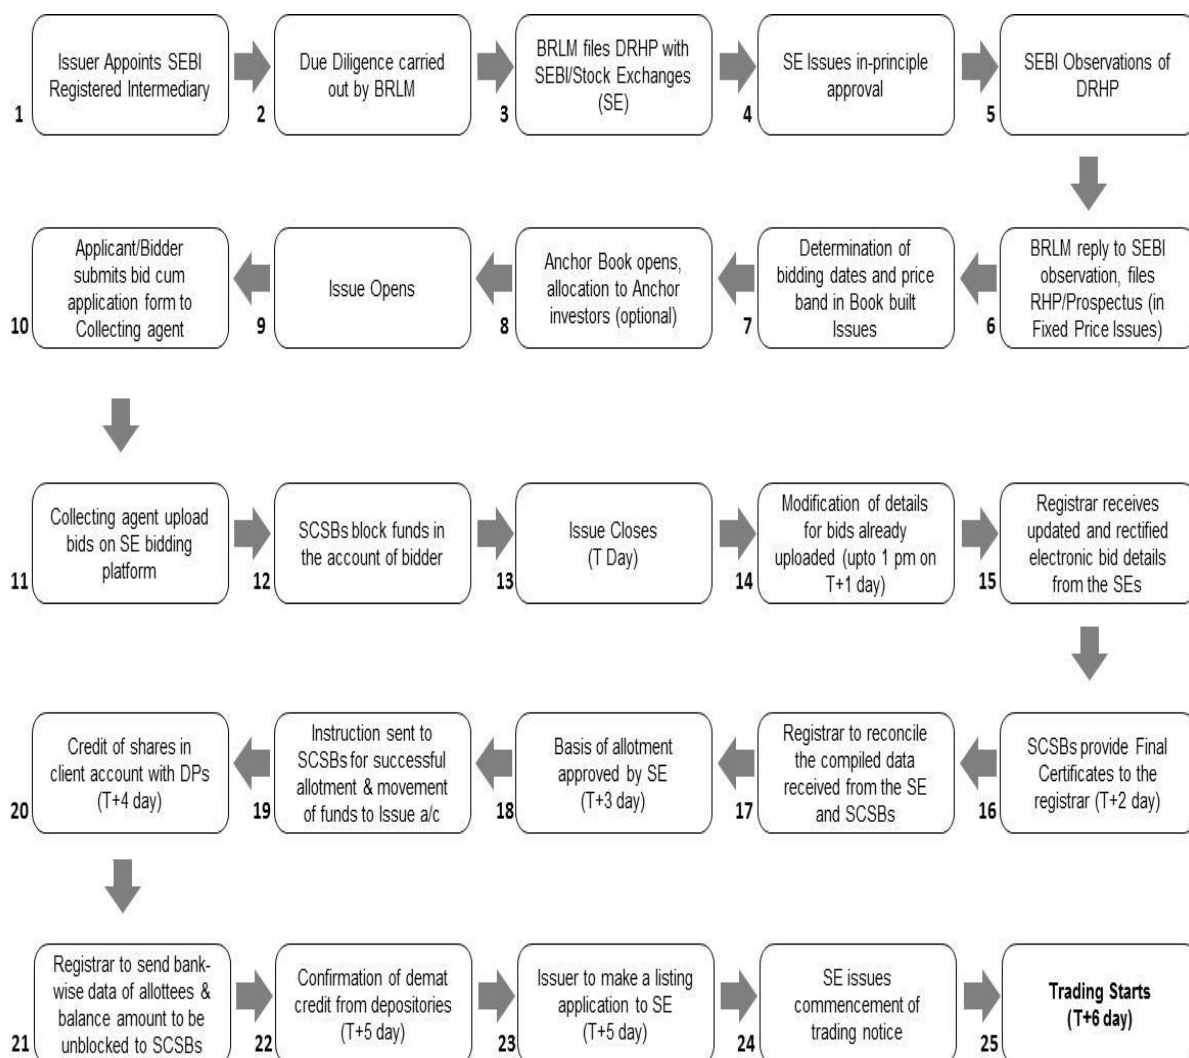 Issuer Appoints SEBI
Registered Intermediary
1
Due Diligence carried
out by BRLM
2
BRLM files DRHP with
SEBI/Stock Exchanges
(SE)
3
SE Issues in-principle
approval
4
SEBI Observations of
DRHP
5
BRLM reply to SEBI
observation, files
RHP/Prospectus (in
Fixed Price Issues)
6
Determination of
bidding dates and price
band in Book built
Issues
7
Anchor Book opens,
allocation to Anchor
investors (optional)
8
Issue Opens
9
Applicant/Bidder
submits bid cum
application form to
Collecting agent
10
Collecting agent upload
bids on SE bidding
platform
11
SCSBs block funds in
the account of bidder
12
Issue Closes
(T Day)
13
Modification of details
for bids already
uploaded (upto 1 pm on
T+1 day)
14
Registrar receives
updated and rectified
electronic bid details
from the SEs
15
SCSBs provide Final
Certificates to the
registrar (T+2 day)
16
Registrar to reconcile
the compiled data
received from the SE
and SCSBs
17
Basis of allotment
approved by SE
(T+3 day)
18
Instruction sent to
SCSBs for successful
allotment & movement
of funds to Issue a/c
19
Credit of shares in
client account with DPs
(T+4 day)
20
Registrar to send bank-
wise data of allottees &
balance amount to be
unblocked to SCSBs
21
Confirmation of demat
credit from depositories
(T+5 day)
22
Issuer to make a listing
application to SE
(T+5 day)
23
SE issues
commencement of
trading notice
24
Trading Starts
(T+6 day)
25